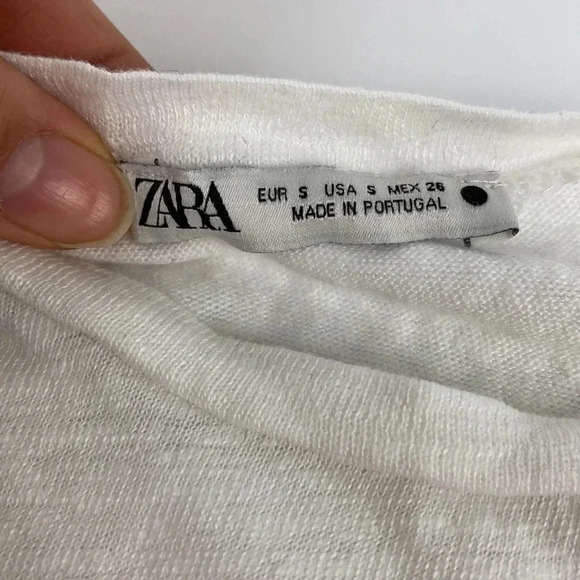 ZARA
EUR S USA S MEX 26
MADE IN PORTUGAL